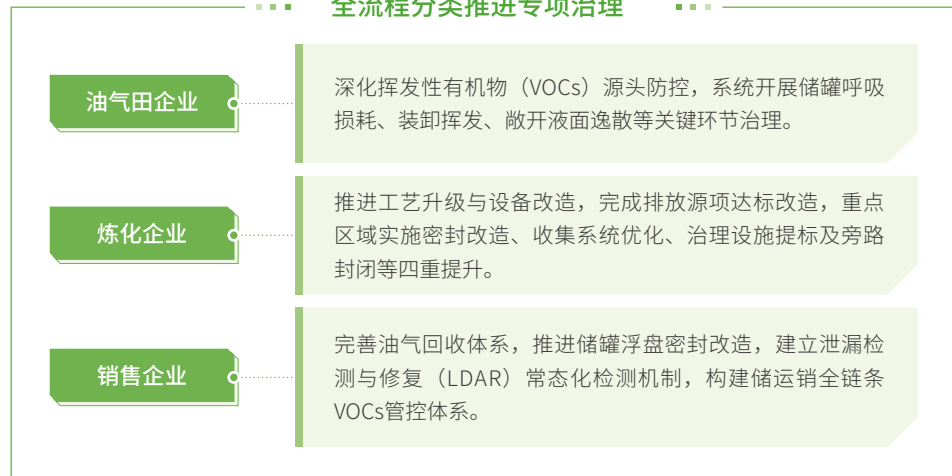 全流程分类推进专项治理
油气田企业
深化挥发性有机物（VOCs）源头防控，系统开展储罐呼吸
损耗、装卸挥发、敞开液面逸散等关键环节治理。
炼化企业
推进工艺升级与设备改造，完成排放源项达标改造，重点
区域实施密封改造、收集系统优化、治理设施提标及旁路
封闭等四重提升。
销售企业
完善油气回收体系，推进储罐浮盘密封改造，建立泄漏检
测与修复（LDAR）常态化检测机制，构建储运销全链条
VOCs管控体系。